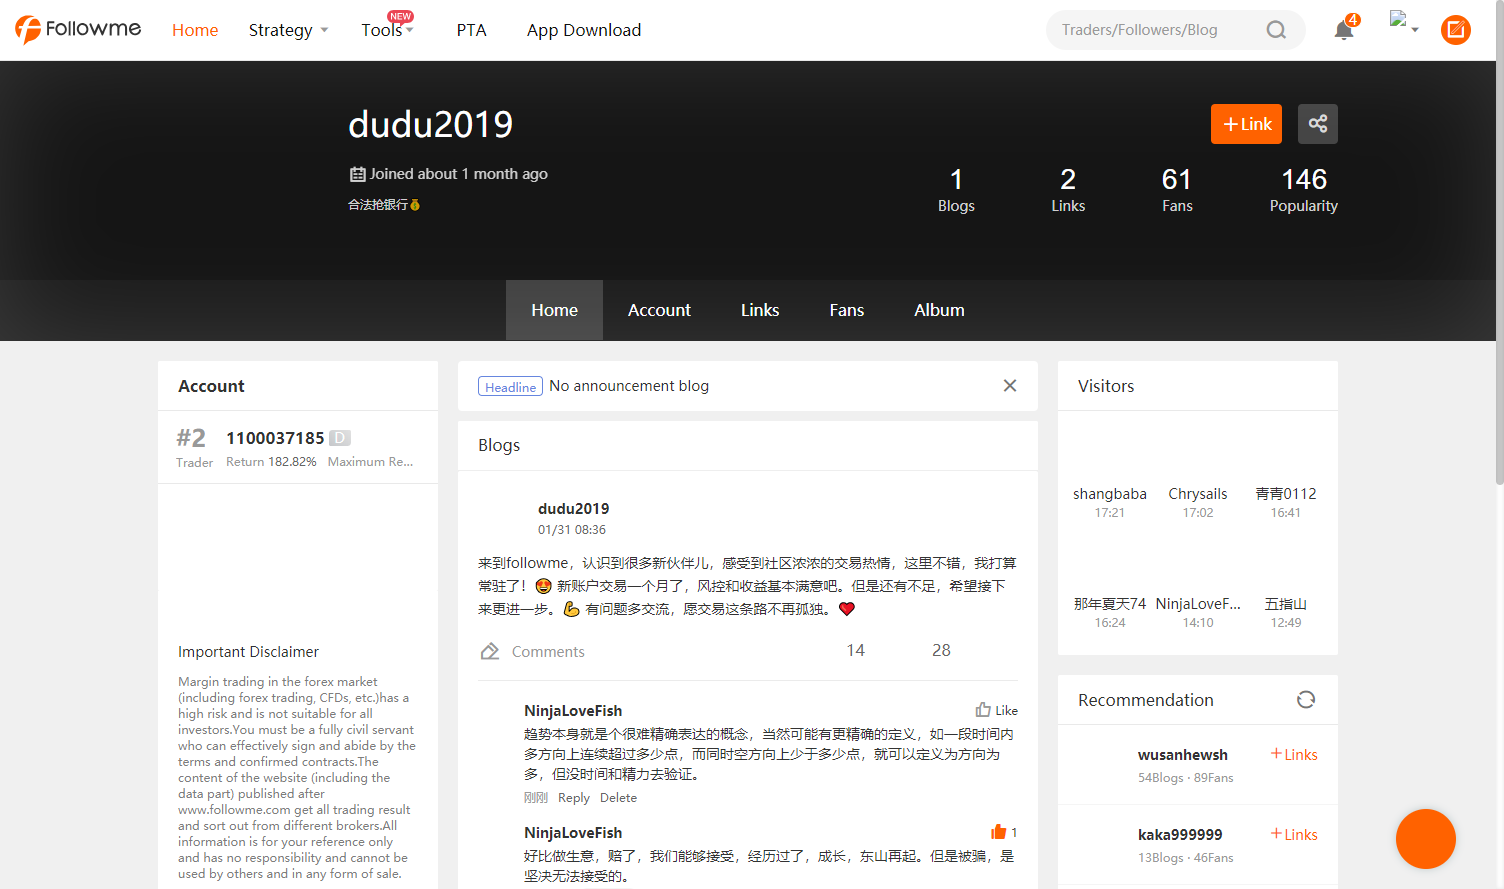 Followme
Home
Strategy
Tools
NEW
PTA
App Download
Traders/Followers/Blog
4
dudu2019
+Link
Joined about 1 month ago
合法抢银行💰
1
Blogs
2
Links
61
Fans
146
Popularity
Home
Account
Links
Fans
Album
Account
#2
Trader
1100037185 D
Return 182.82% Maximum Re...
Important Disclaimer
Margin trading in the forex market
(including forex trading, CFDs, etc.)has a
high risk and is not suitable for all
investors.You must be a fully civil servant
who can effectively sign and abide by the
terms and confirmed contracts.The
content of the website (including the
data part) published after
www.followme.com get all trading result
and sort out from different brokers.All
information is for your reference only
and has no responsibility and cannot be
used by others and in any form of sale.
Headline No announcement blog
Blogs
dudu2019
01/31 08:36
来到followme，认识到很多新伙伴儿，感受到社区浓浓的交易热情，这里不错，我打算
常驻了！😍 新账户交易一个月了，风控和收益基本满意吧。但是还有不足，希望接下
来更进一步。💪 有问题多交流，愿交易这条路不再孤独。❤
Comments
14
28
NinjaLoveFish
Like
趋势本身就是个很难精确表达的概念，当然可能有更精确的定义，如一段时间内
多方向上连续超过多少点，而同时空方向上少于多少点，就可以定义为方向为
多，但没时间和精力去验证。
刚刚 Reply Delete
NinjaLoveFish
1
好比做生意，赔了，我们能够接受，经历过了，成长，东山再起。但是被骗，是
坚决无法接受的。
Visitors
shangbaba
17:21
Chrysails
17:02
青青0112
16:41
那年夏天74
16:24
NinjaLoveF...
14:10
五指山
12:49
Recommendation
wusanhewsh
+Links
54Blogs · 89Fans
kaka999999
+Links
13Blogs · 46Fans